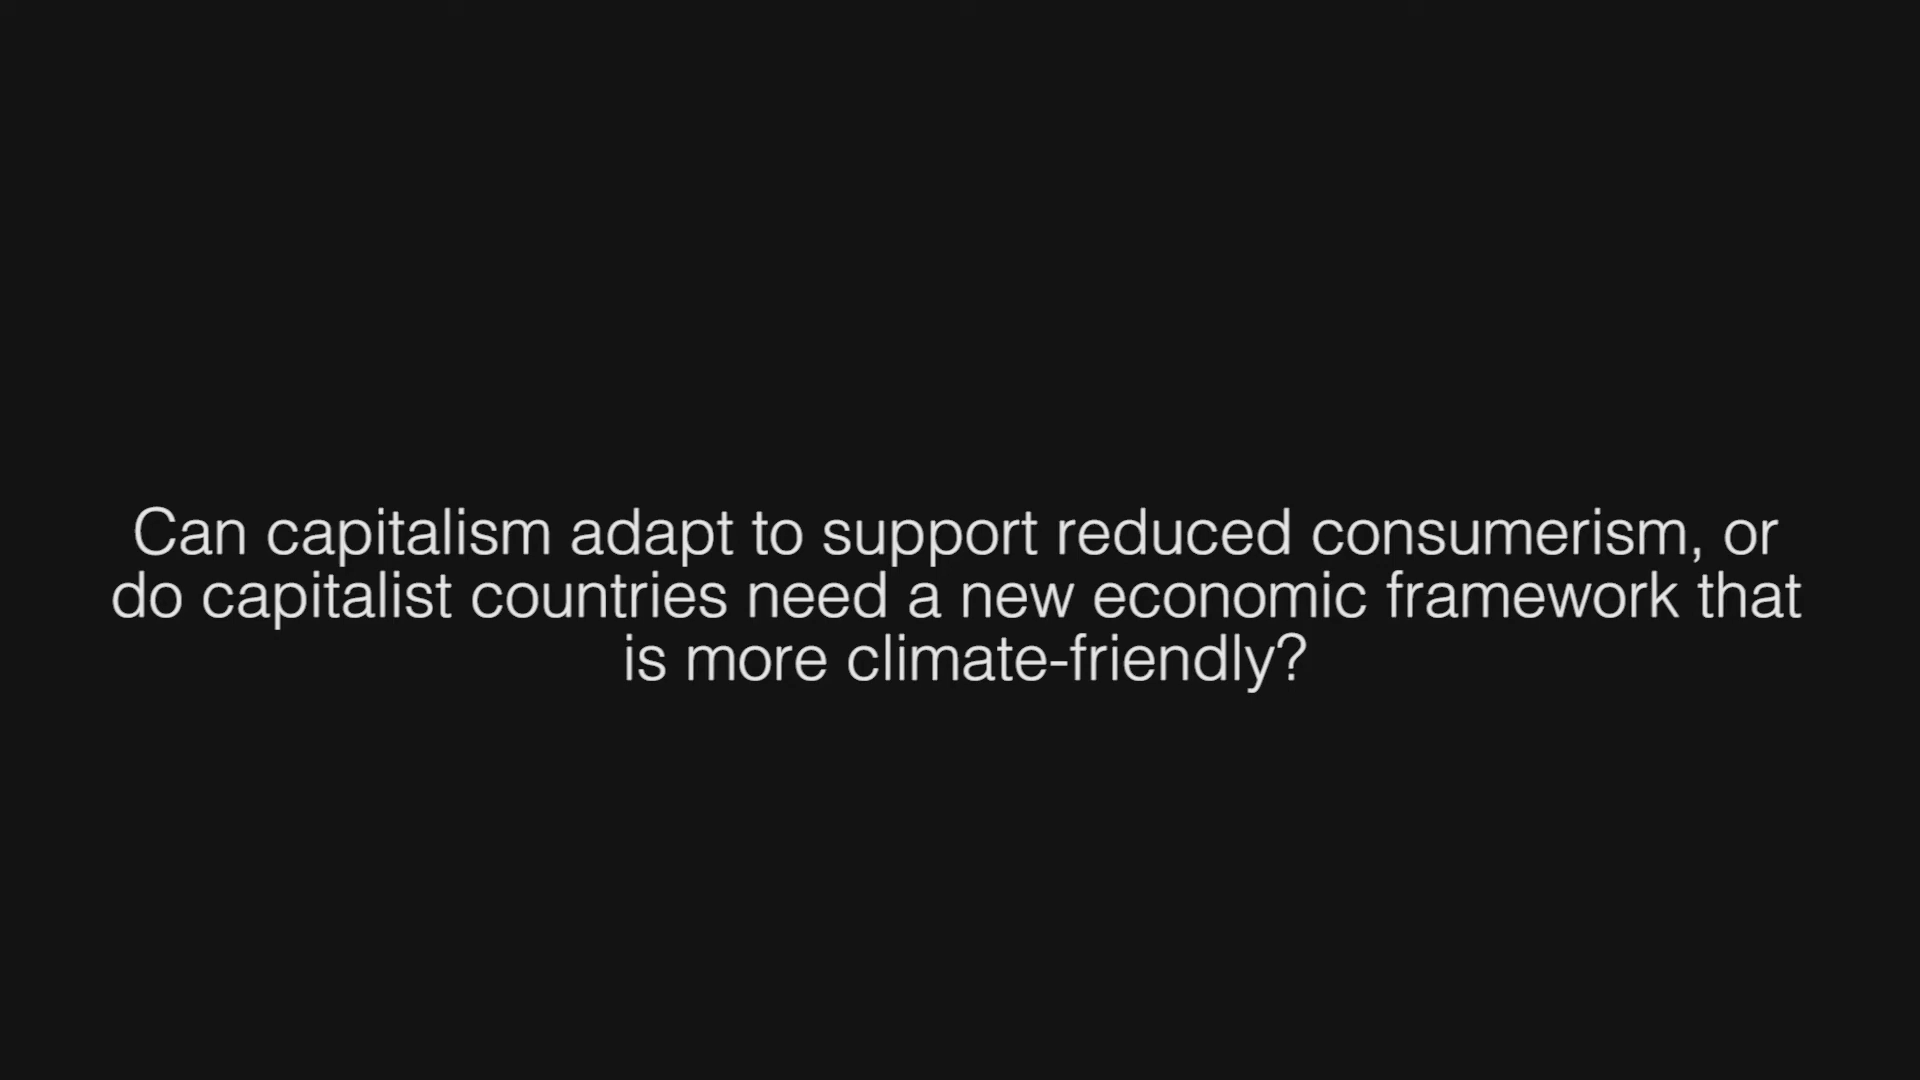 Can capitalism adapt to support reduced consumerism, or
do capitalist countries need a new economic framework that
is more climate-friendly?